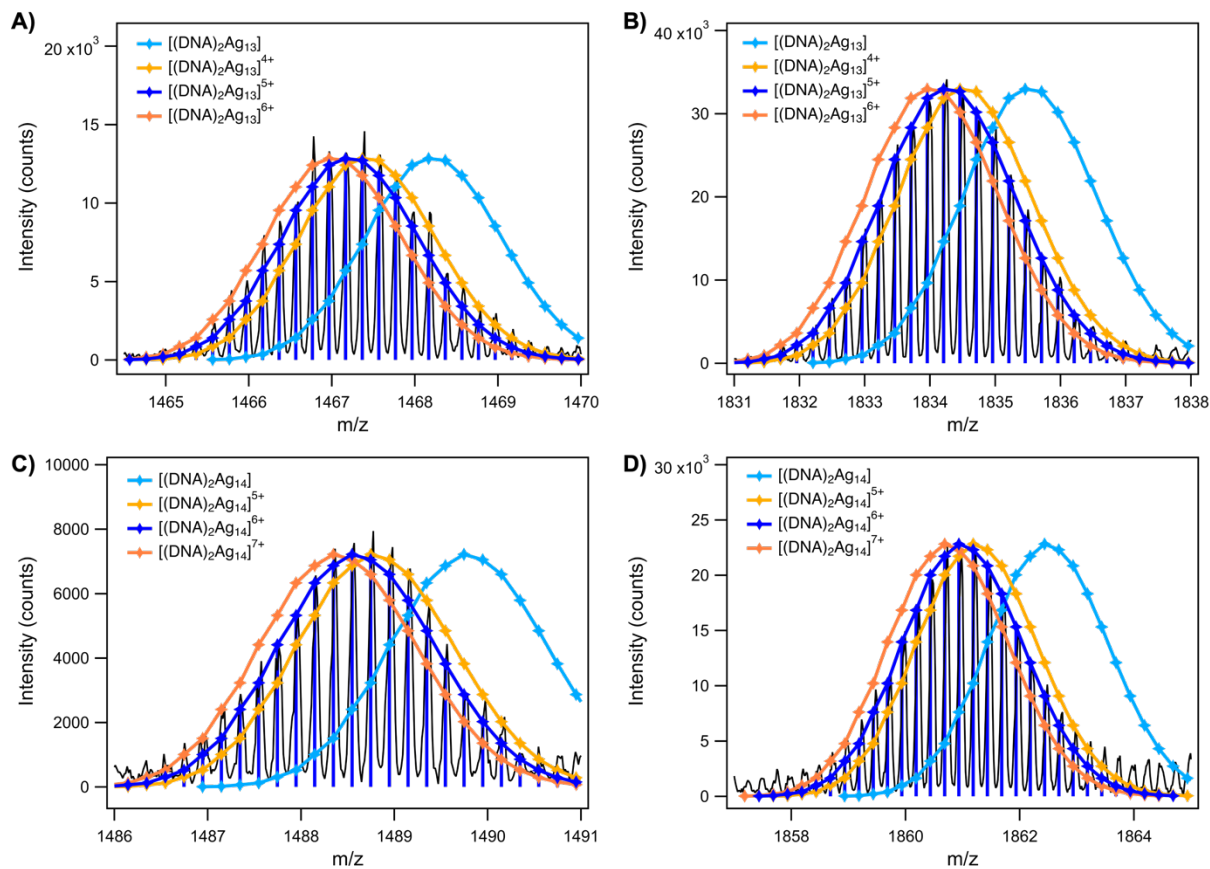 A)
20 x10³
15
10
5
0
Intensity (counts)
[(DNA)₂Ag₁₃]
[(DNA)₂Ag₁₃]⁴⁺
[(DNA)₂Ag₁₃]⁵⁺
[(DNA)₂Ag₁₃]⁶⁺
1465 1466 1467 1468 1469 1470
m/z
B)
40 x10³
30
20
10
0
Intensity (counts)
[(DNA)₂Ag₁₃]
[(DNA)₂Ag₁₃]⁴⁺
[(DNA)₂Ag₁₃]⁵⁺
[(DNA)₂Ag₁₃]⁶⁺
1831 1832 1833 1834 1835 1836 1837 1838
m/z
C)
10000
8000
6000
4000
2000
0
Intensity (counts)
[(DNA)₂Ag₁₄]
[(DNA)₂Ag₁₄]⁵⁺
[(DNA)₂Ag₁₄]⁶⁺
[(DNA)₂Ag₁₄]⁷⁺
1486 1487 1488 1489 1490 1491
m/z
D)
30 x10³
25
20
15
10
5
0
Intensity (counts)
[(DNA)₂Ag₁₄]
[(DNA)₂Ag₁₄]⁵⁺
[(DNA)₂Ag₁₄]⁶⁺
[(DNA)₂Ag₁₄]⁷⁺
1858 1860 1862 1864
m/z